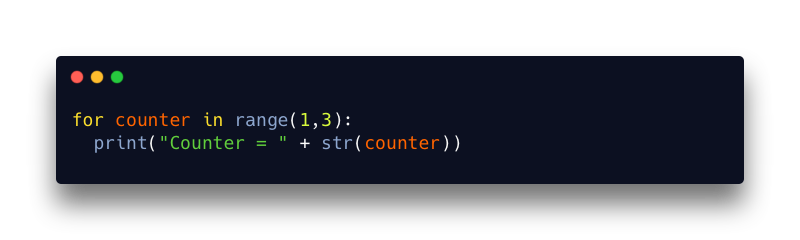 for counter in range(1,3):
  print("Counter = " + str(counter))